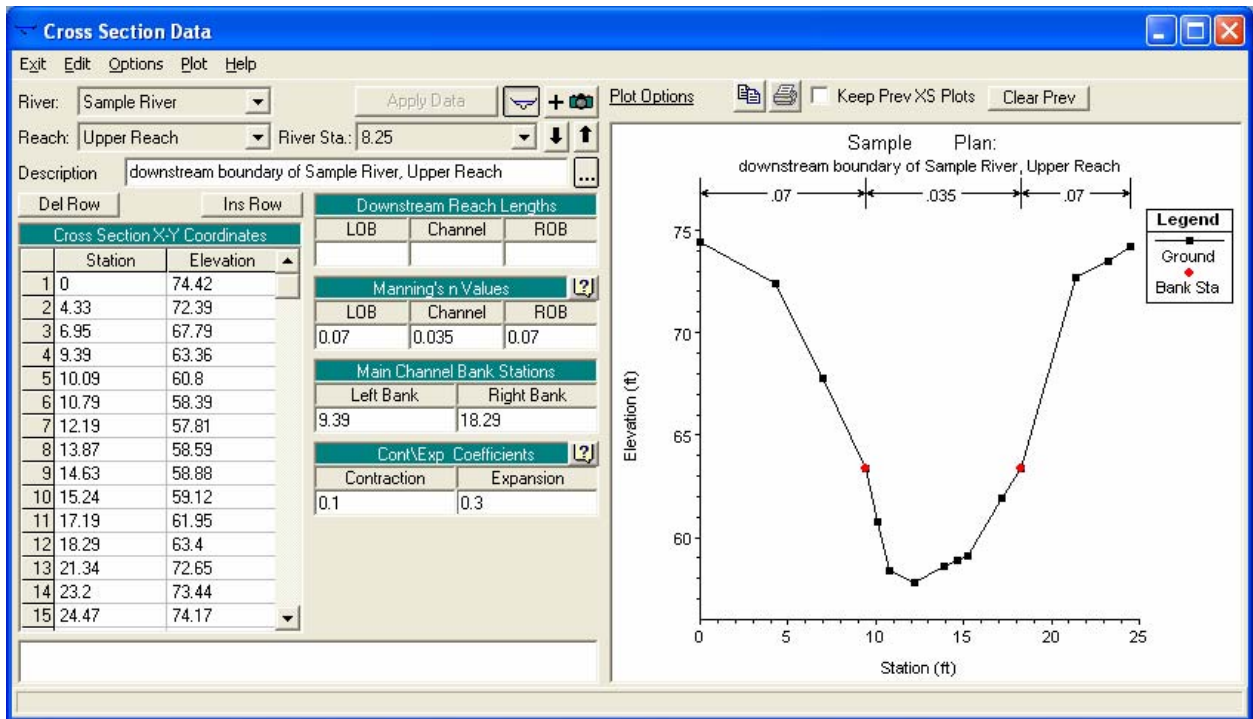 Cross Section Data
Exit Edit Options Plot Help
River: Sample River Apply Data
Reach: Upper Reach River Sta.: 8.25
Description downstream boundary of Sample River, Upper Reach ...
Del Row Ins Row
Cross Section X-Y Coordinates
Station Elevation
1 0 74.42
2 4.33 72.39
3 6.95 67.79
4 9.39 63.36
5 10.09 60.8
6 10.79 58.39
7 12.19 57.81
8 13.87 58.59
9 14.63 58.88
10 15.24 59.12
11 17.19 61.95
12 18.29 63.4
13 21.34 72.65
14 23.2 73.44
15 24.47 74.17
Downstream Reach Lengths
LOB Channel ROB
Manning's n Values
LOB Channel ROB
0.07 0.035 0.07
Main Channel Bank Stations
Left Bank Right Bank
9.39 18.29
Cont\Exp Coefficients
Contraction Expansion
0.1 0.3
Plot Options Keep Prev XS Plots Clear Prev
Sample Plan:
downstream boundary of Sample River, Upper Reach
.07 .035 .07
75
70
65
60
Elevation (ft)
0 5 10 15 20 25
Station (ft)
Legend
Ground
Bank Sta